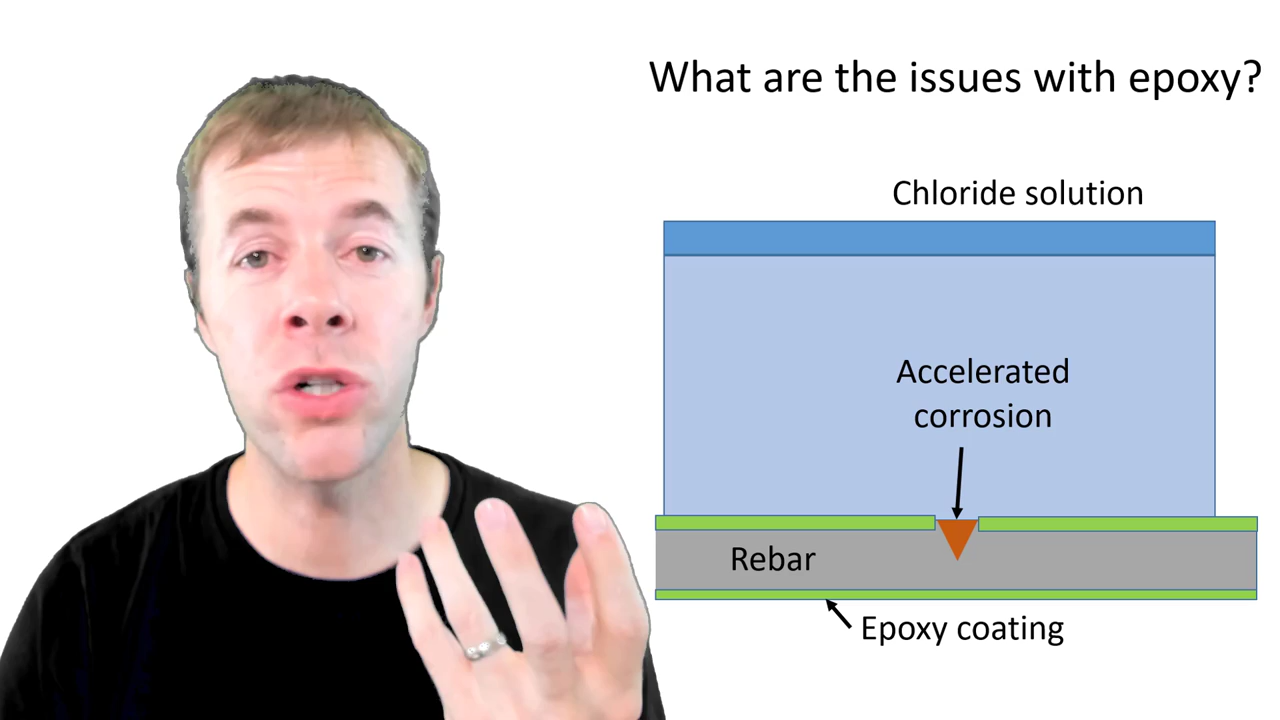 What are the issues with epoxy?
Chloride solution
Accelerated
corrosion
Rebar
Epoxy coating